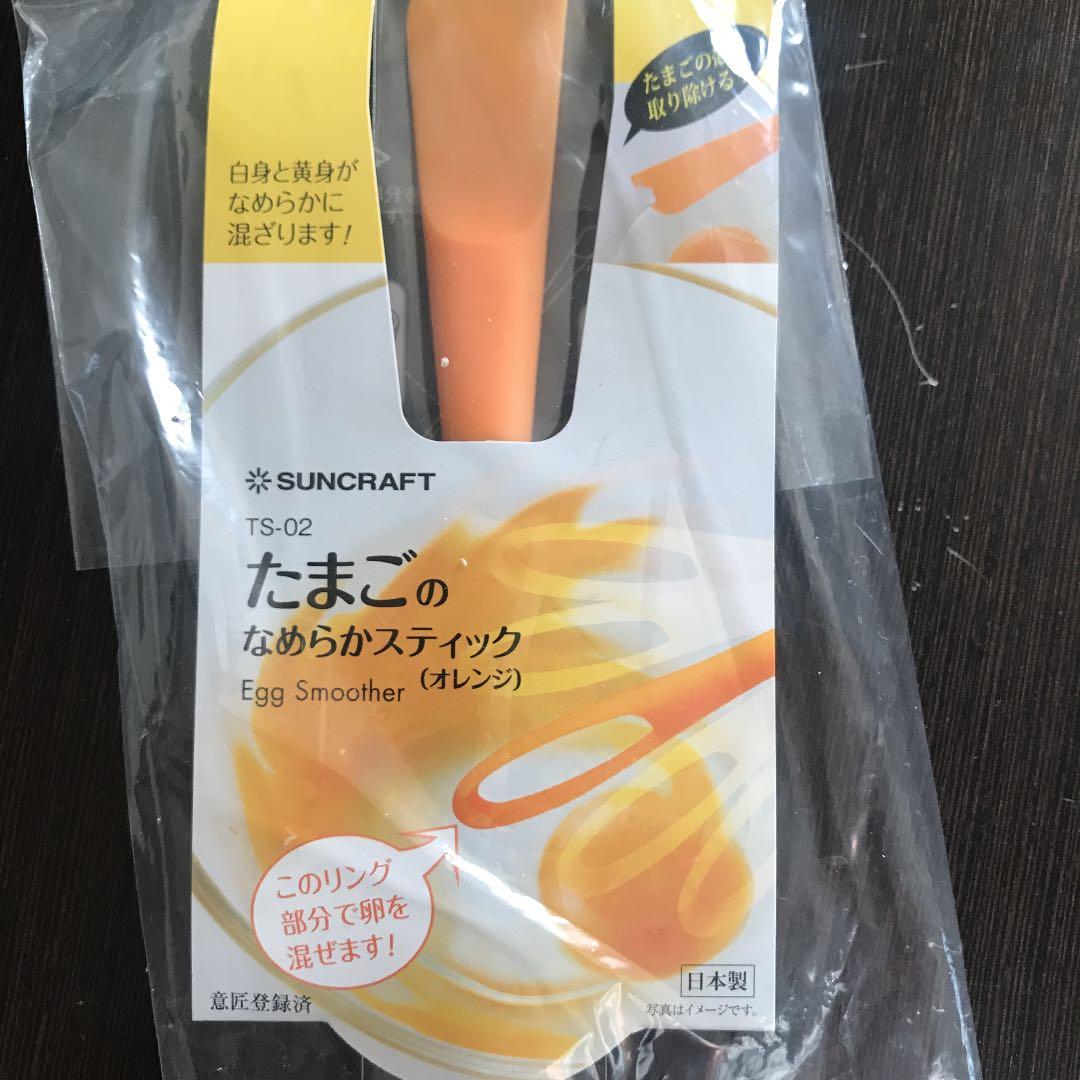 たまごの
取り除ける
白身と黄身が
なめらかに
混ざります!
SUNCRAFT
TS-02
たまごの
なめらかスティック
(オレンジ)
Egg Smoother
このリング
部分で卵を
混ぜます!
意匠登録済
日本製
写真はイメージです。